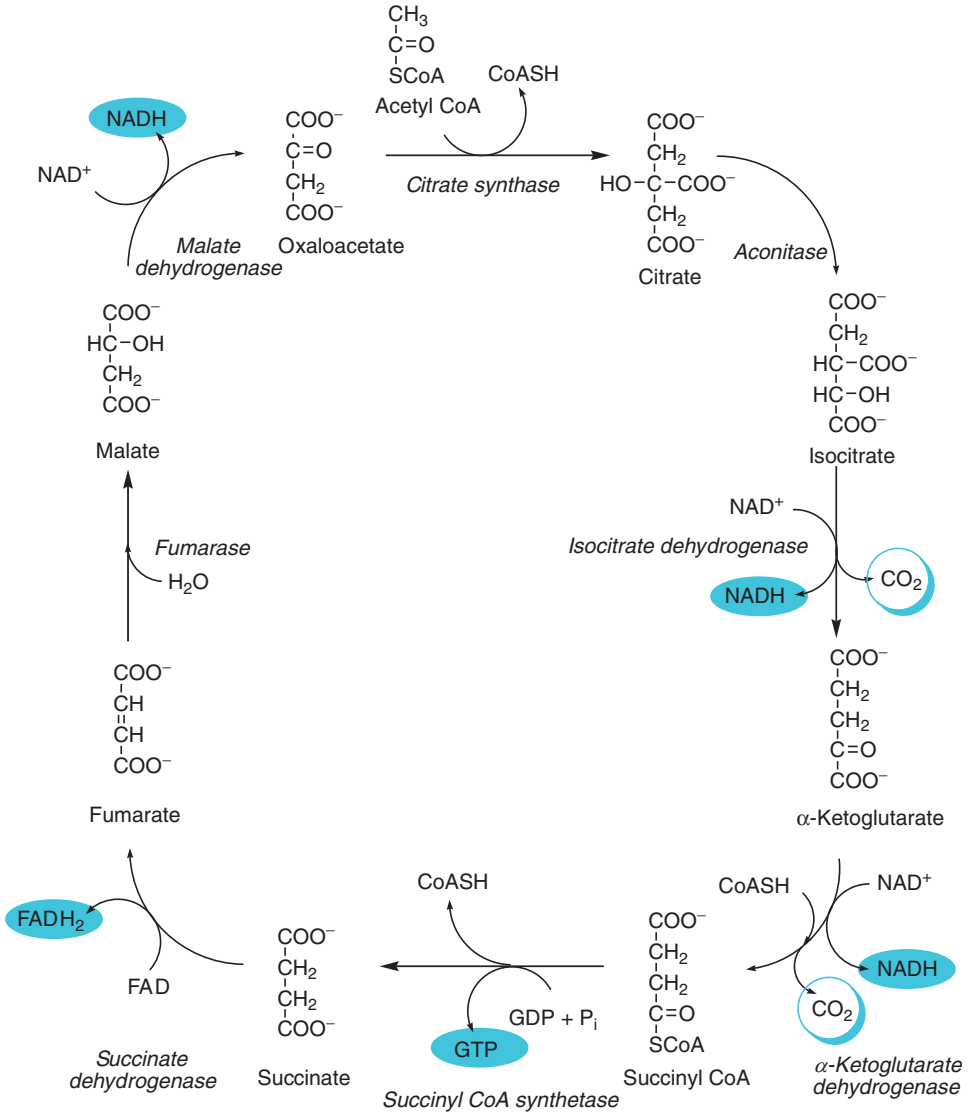 CH₃
C=O
SCoA
Acetyl CoA
CoASH
Citrate synthase
COO⁻
C=O
CH₂
COO⁻
Oxaloacetate
COO⁻
CH₂
HO–C–COO⁻
CH₂
COO⁻
Citrate
Aconitase
COO⁻
CH₂
HC–COO⁻
HC–OH
COO⁻
Isocitrate
NAD⁺
Isocitrate dehydrogenase
NADH
CO₂
COO⁻
CH₂
CH₂
C=O
COO⁻
α-Ketoglutarate
CoASH
NAD⁺
NADH
CO₂
α-Ketoglutarate
dehydrogenase
COO⁻
CH₂
CH₂
C=O
SCoA
Succinyl CoA
CoASH
GDP + Pᵢ
GTP
Succinyl CoA synthetase
COO⁻
CH₂
CH₂
COO⁻
Succinate
FADH₂
FAD
Succinate
dehydrogenase
COO⁻
CH
CH
COO⁻
Fumarate
Fumarase
H₂O
COO⁻
HC–OH
CH₂
COO⁻
Malate
NADH
NAD⁺
Malate
dehydrogenase